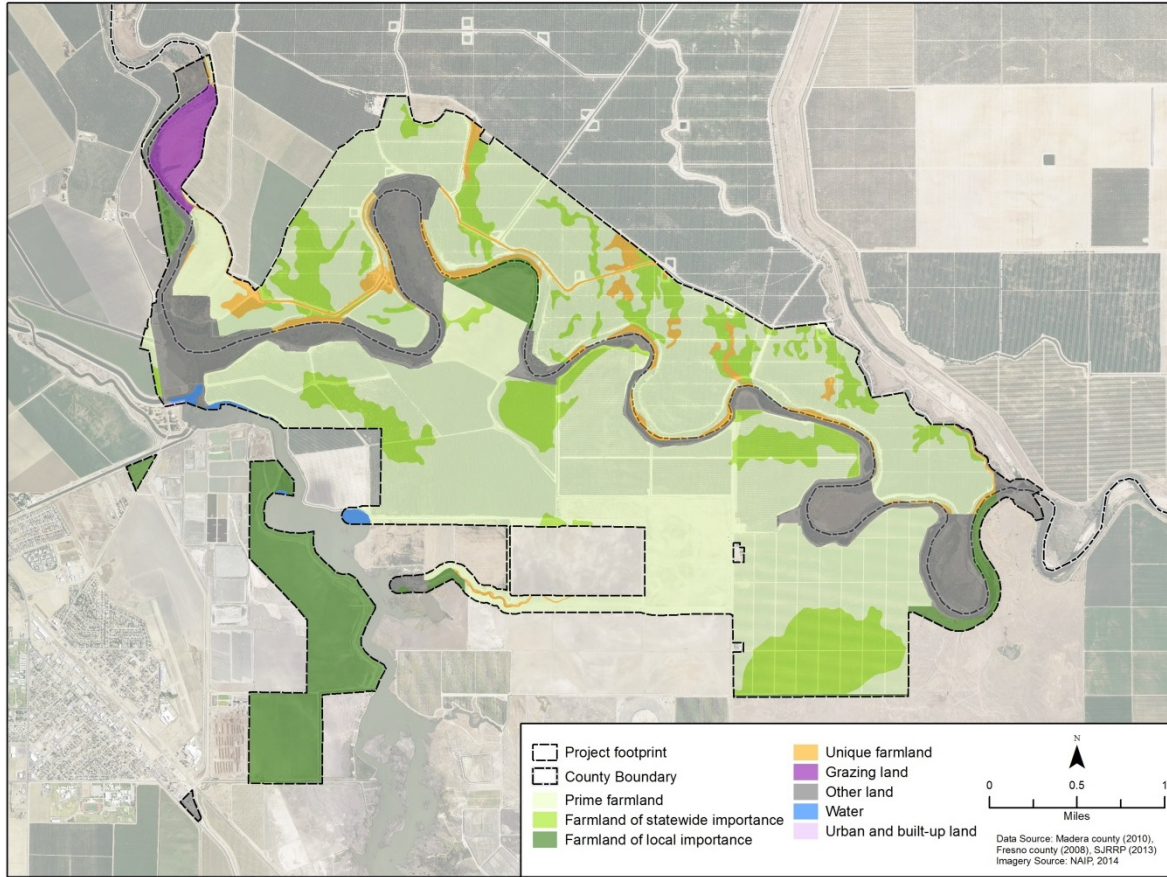 Project footprint
County Boundary
Prime farmland
Farmland of statewide importance
Farmland of local importance
Unique farmland
Grazing land
Other land
Water
Urban and built-up land
N
0 0.5 1
Miles
Data Source: Madera county (2010),
Fresno county (2008), SJRRP (2013)
Imagery Source: NAIP, 2014